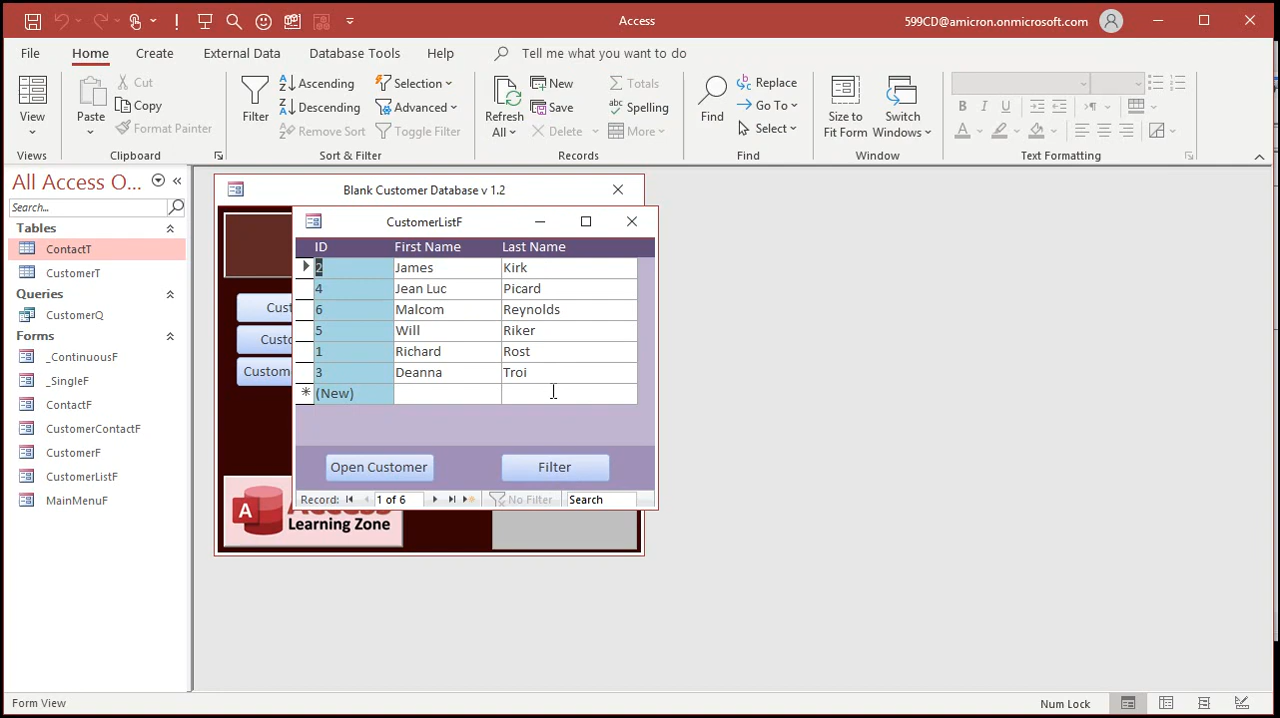 Access
599CD@amicron.onmicrosoft.com
File Home Create External Data Database Tools Help Tell me what you want to do
View
Views
Paste
Cut
Copy
Format Painter
Clipboard
Filter
Ascending
Descending
Remove Sort
Selection
Advanced
Toggle Filter
Sort & Filter
Refresh
All
New
Save
Delete
Totals
Spelling
More
Records
Find
Replace
Go To
Select
Find
Size to
Fit Form
Switch
Windows
Window
B I U
A
Text Formatting
All Access O...
Search...
Tables
ContactT
CustomerT
Queries
CustomerQ
Forms
_ContinuousF
_SingleF
ContactF
CustomerContactF
CustomerF
CustomerListF
MainMenuF
Blank Customer Database v 1.2
Cust
Custo
Custome
A
Learning Zone
CustomerListF
ID First Name Last Name
2 James Kirk
4 Jean Luc Picard
6 Malcom Reynolds
5 Will Riker
1 Richard Rost
3 Deanna Troi
* (New)
Open Customer Filter
Record: 1 of 6 No Filter Search
Form View
Num Lock